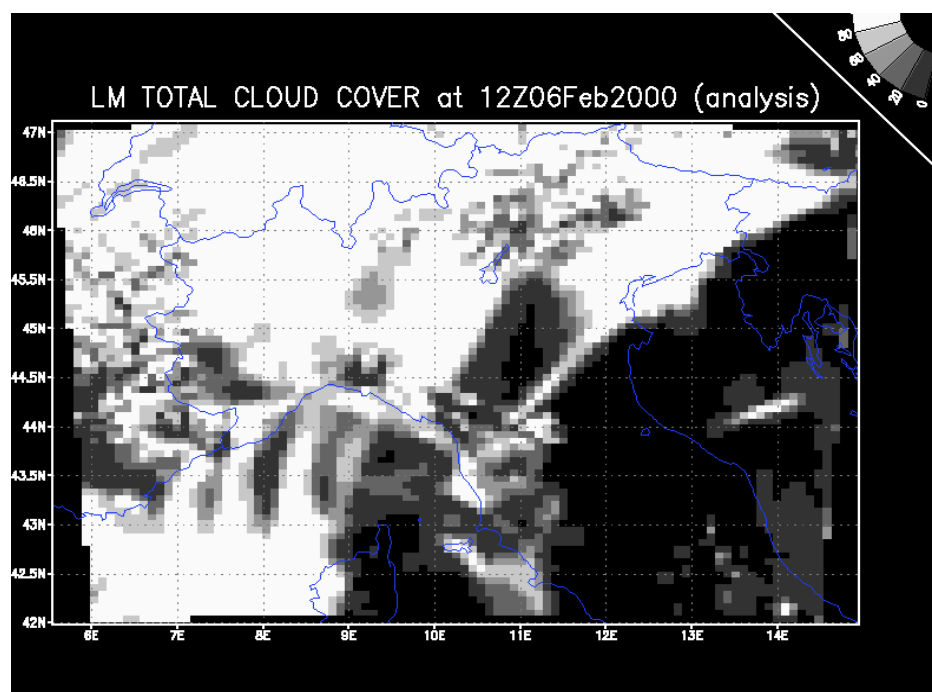 80
60
40
20
0
LM TOTAL CLOUD COVER at 12Z06Feb2000 (analysis)
47N
46.5N
46N
45.5N
45N
44.5N
44N
43.5N
43N
42.5N
42N
6E 7E 8E 9E 10E 11E 12E 13E 14E